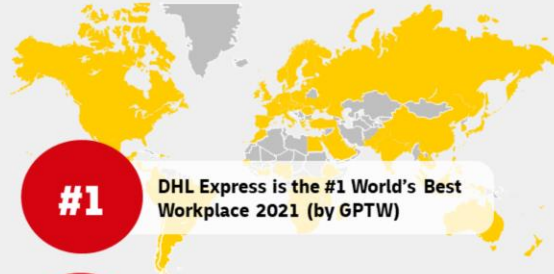 #1
DHL Express is the #1 World's Best
Workplace 2021 (by GPTW)